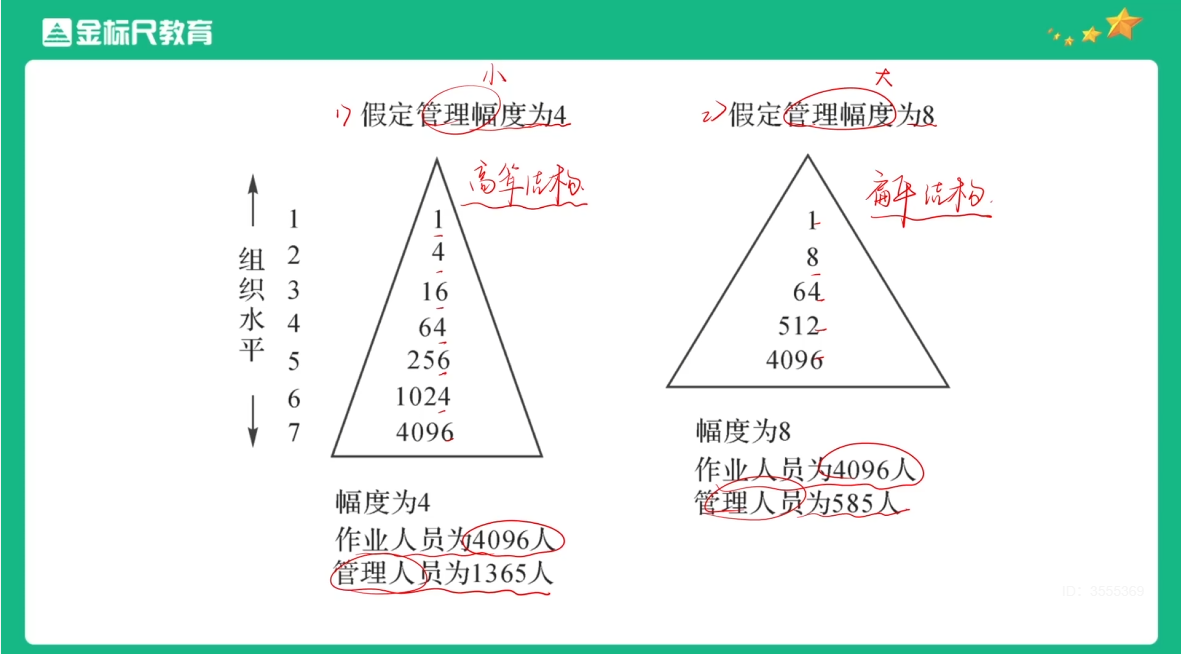 金标尺教育
小
1) 假定管理幅度为4
高耸结构
组织水平
1
2
3
4
5
6
7
1
4
16
64
256
1024
4096
幅度为4
作业人员为4096人
管理人员为1365人
大
2) 假定管理幅度为8
扁平结构
1
8
64
512
4096
幅度为8
作业人员为4096人
管理人员为585人
ID: 3555369